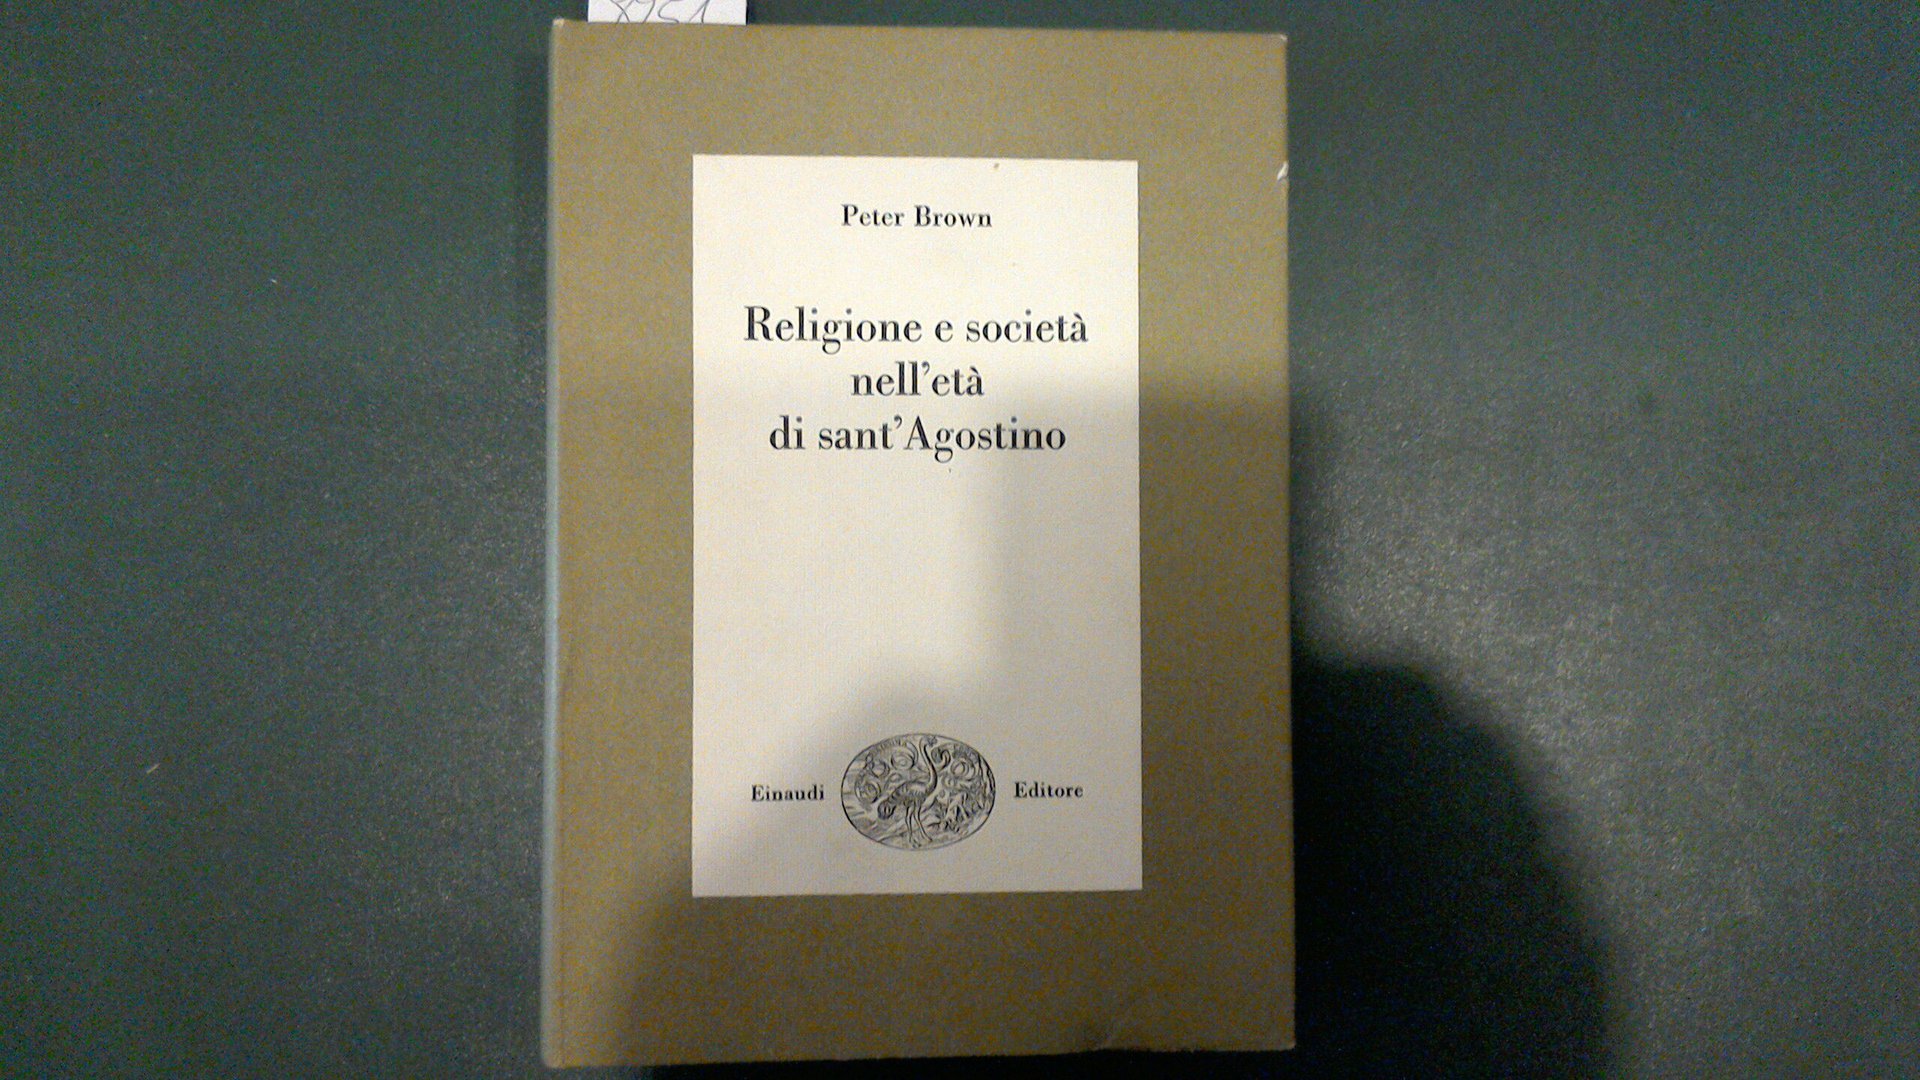 Peter Brown
Religione e società
nell'età
di sant'Agostino
Einaudi Editore